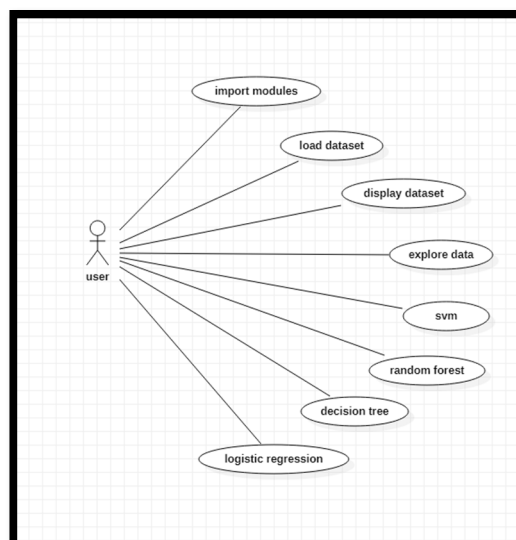 import modules
load dataset
display dataset
explore data
user
svm
random forest
decision tree
logistic regression